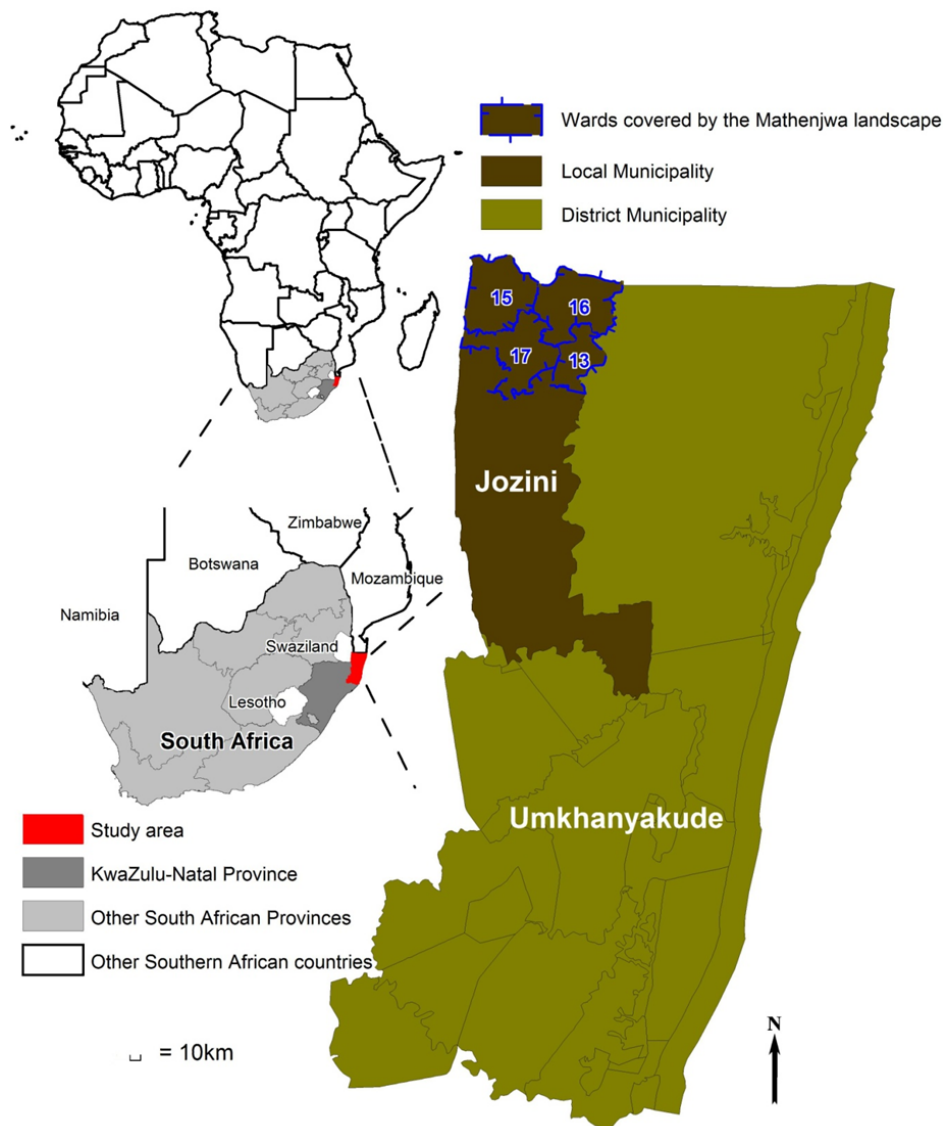 Wards covered by the Mathenjwa landscape
Local Municipality
District Municipality
15
16
17
13
Jozini
Umkhanyakude
Zimbabwe
Botswana
Mozambique
Namibia
Swaziland
Lesotho
South Africa
Study area
KwaZulu-Natal Province
Other South African Provinces
Other Southern African countries
= 10km
N